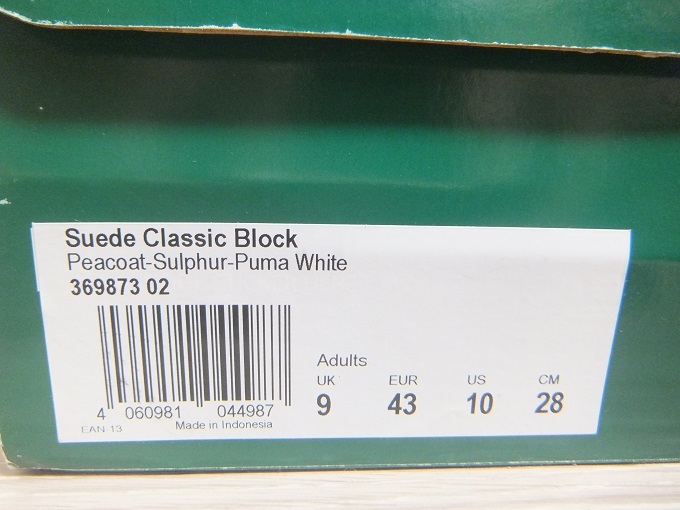 Suede Classic Block
Peacoat-Sulphur-Puma White
369873 02
Adults
UK EUR US CM
9 43 10 28
4 060981 044987
EAN 13 Made in Indonesia